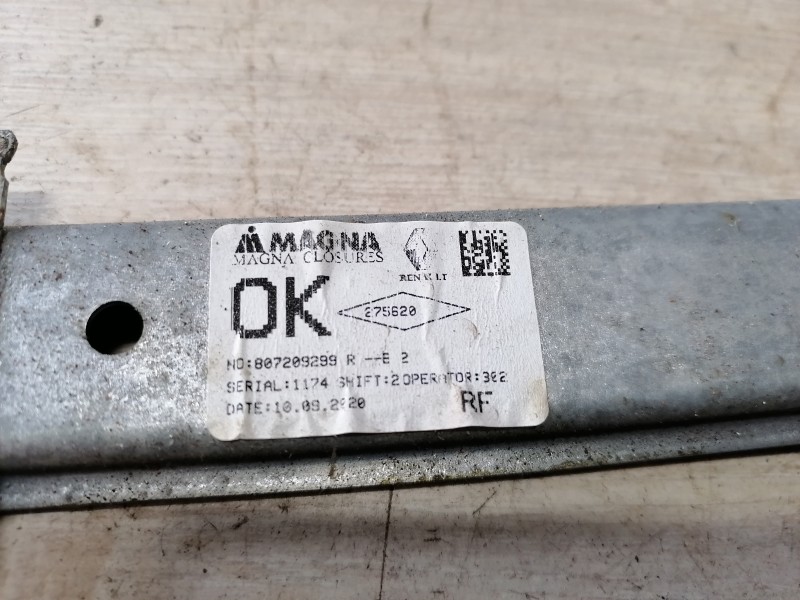 MAGNA
MAGNA CLOSURES
RENAULT
OK
275620
NO:807209299 R --E 2
SERIAL:1174 SHIFT:2 OPERATOR:302
DATE:10.09.2020
RF